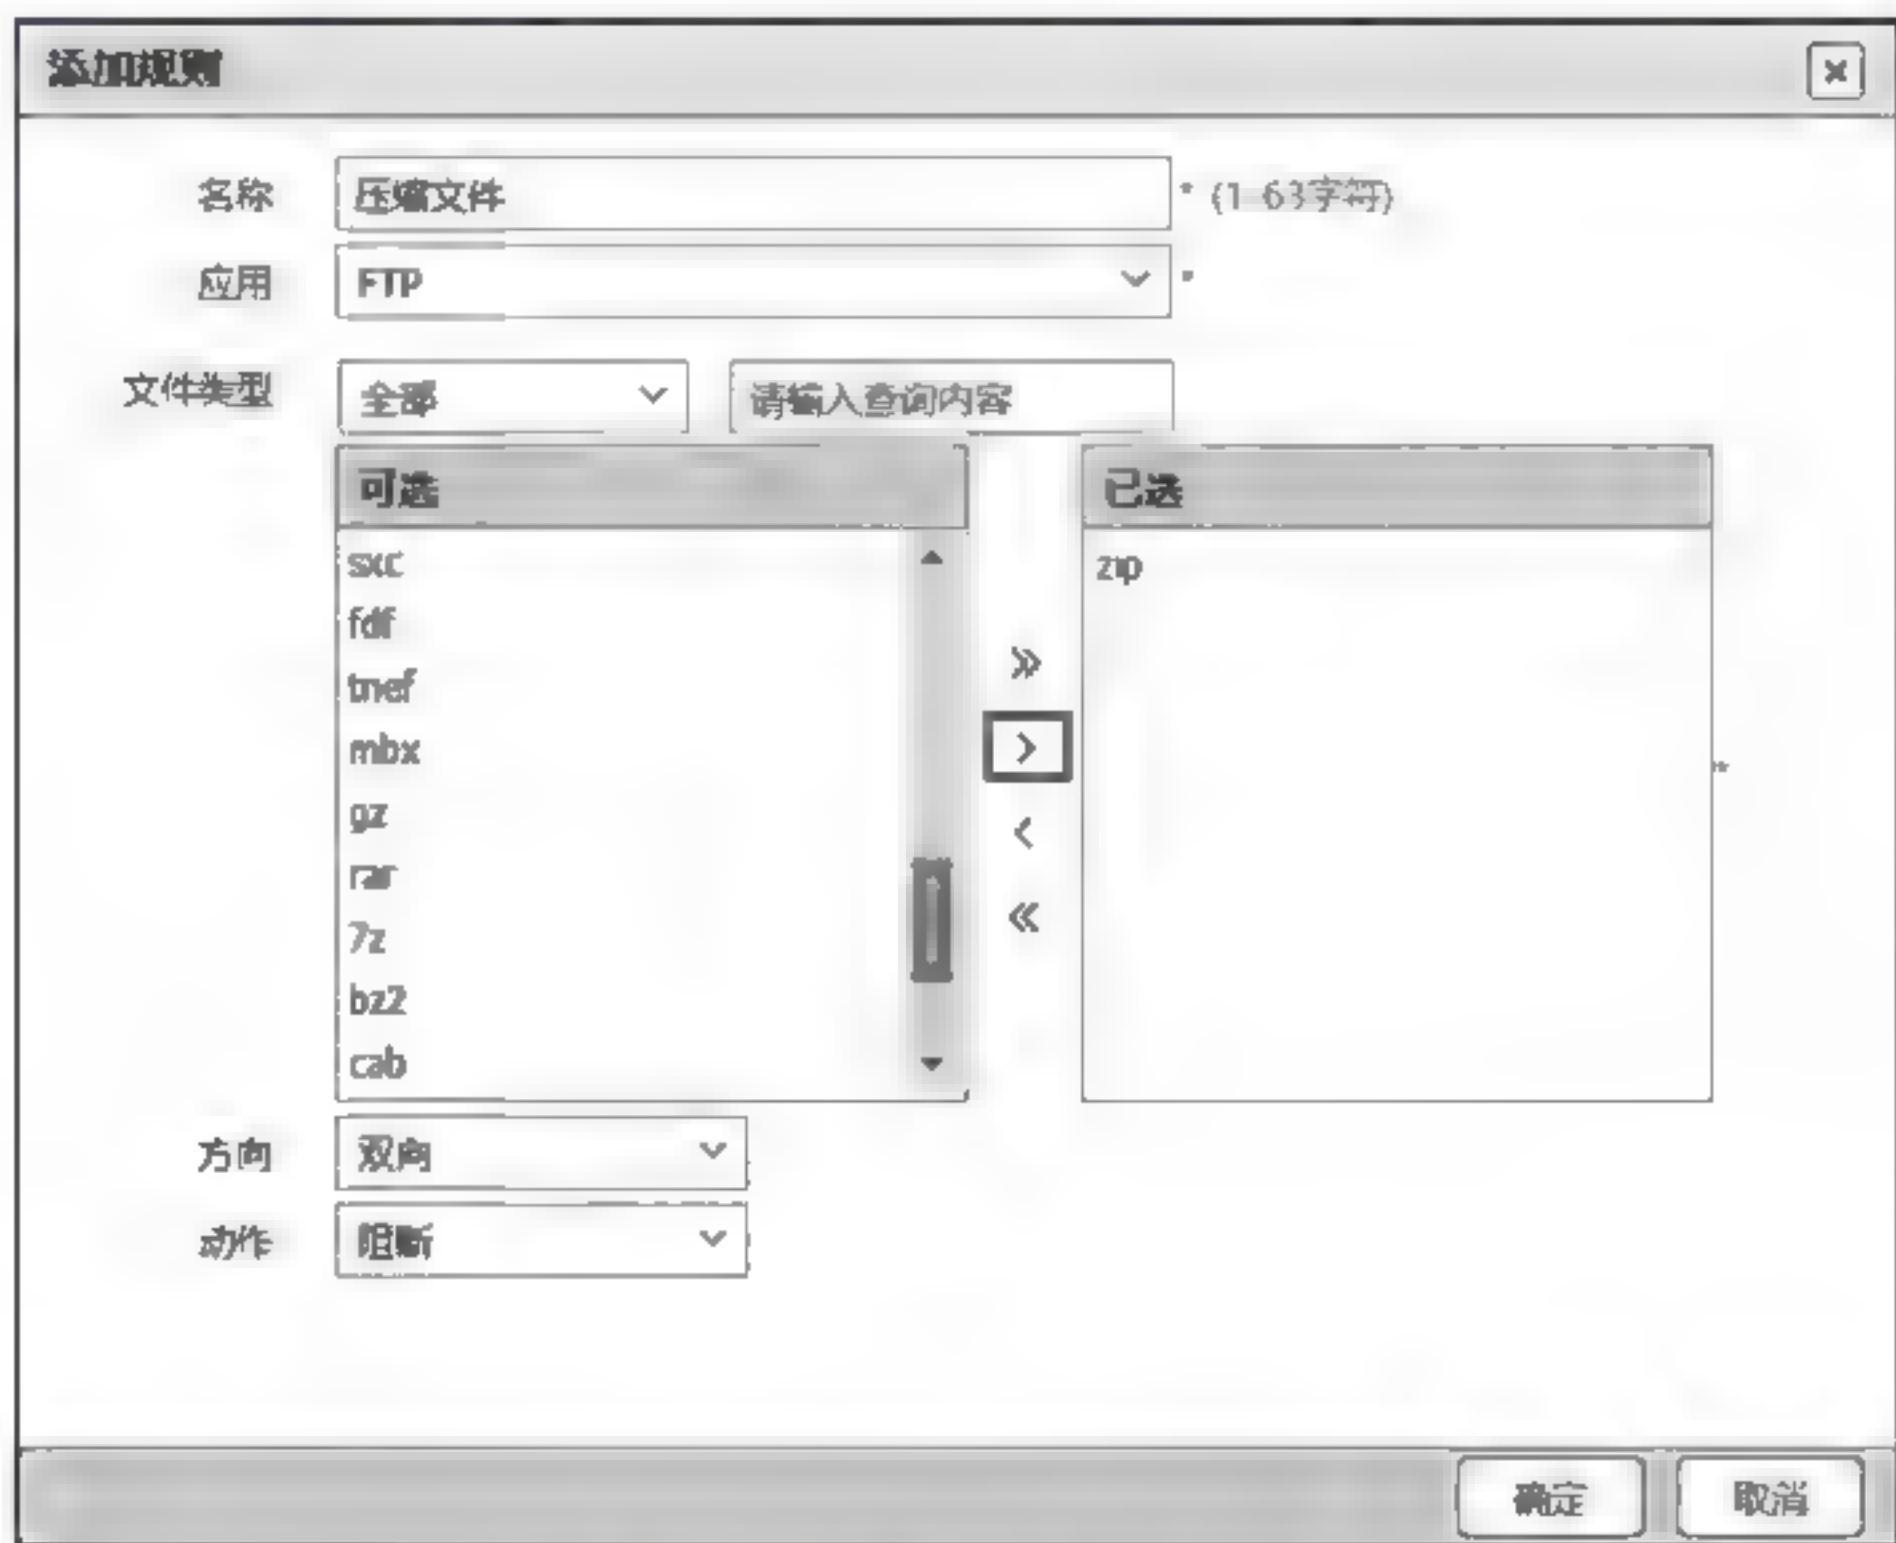 添加规则
名称 压缩文件 * (1-63字符)
应用 FTP *
文件类型 全部 请输入查询内容
可选 已选
sxc zip
fdf
tnef
mbx
gz
rar
7z
bz2
cab
方向 双向
动作 阻断
确定 取消